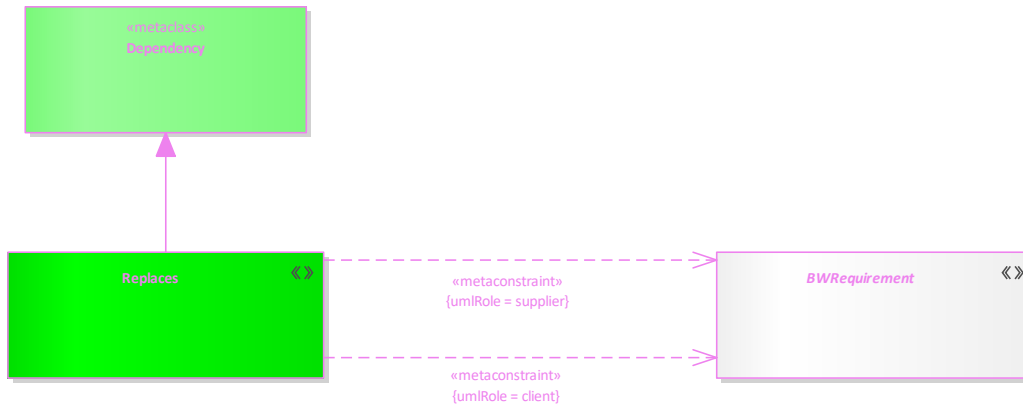 «metaclass»
Dependency
Replaces
«»
«metaconstraint»
{umlRole = supplier}
BWRequirement
«»
«metaconstraint»
{umlRole = client}